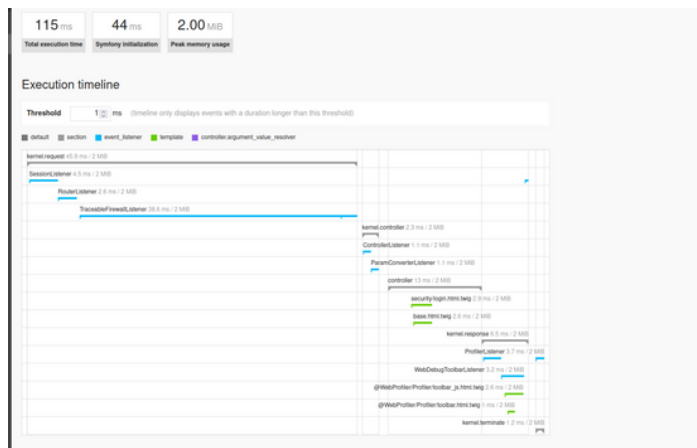 115 ms
44 ms
2.00 MiB
Total execution time
Symfony initialization
Peak memory usage
Execution timeline
Threshold 1 ms (timeline only displays events with a duration longer than this threshold)
default section event_listener template controller.argument_value_resolver
kernel.request 45.9 ms / 2 MiB
SessionListener 4.5 ms / 2 MiB
RouterListener 2.6 ms / 2 MiB
TraceableFirewallListener 38.6 ms / 2 MiB
kernel.controller 2.3 ms / 2 MiB
ControllerListener 1.1 ms / 2 MiB
ParamConverterListener 1.1 ms / 2 MiB
controller 13 ms / 2 MiB
security/login.html.twig 2.9 ms / 2 MiB
base.html.twig 2.6 ms / 2 MiB
kernel.response 6.5 ms / 2 MiB
ProfilerListener 3.7 ms / 2 MiB
WebDebugToolbarListener 3.2 ms / 2 MiB
@WebProfiler/Profiler/toolbar_js.html.twig 2.6 ms / 2 MiB
@WebProfiler/Profiler/toolbar.html.twig 1 ms / 2 MiB
kernel.terminate 1.2 ms / 2 MiB